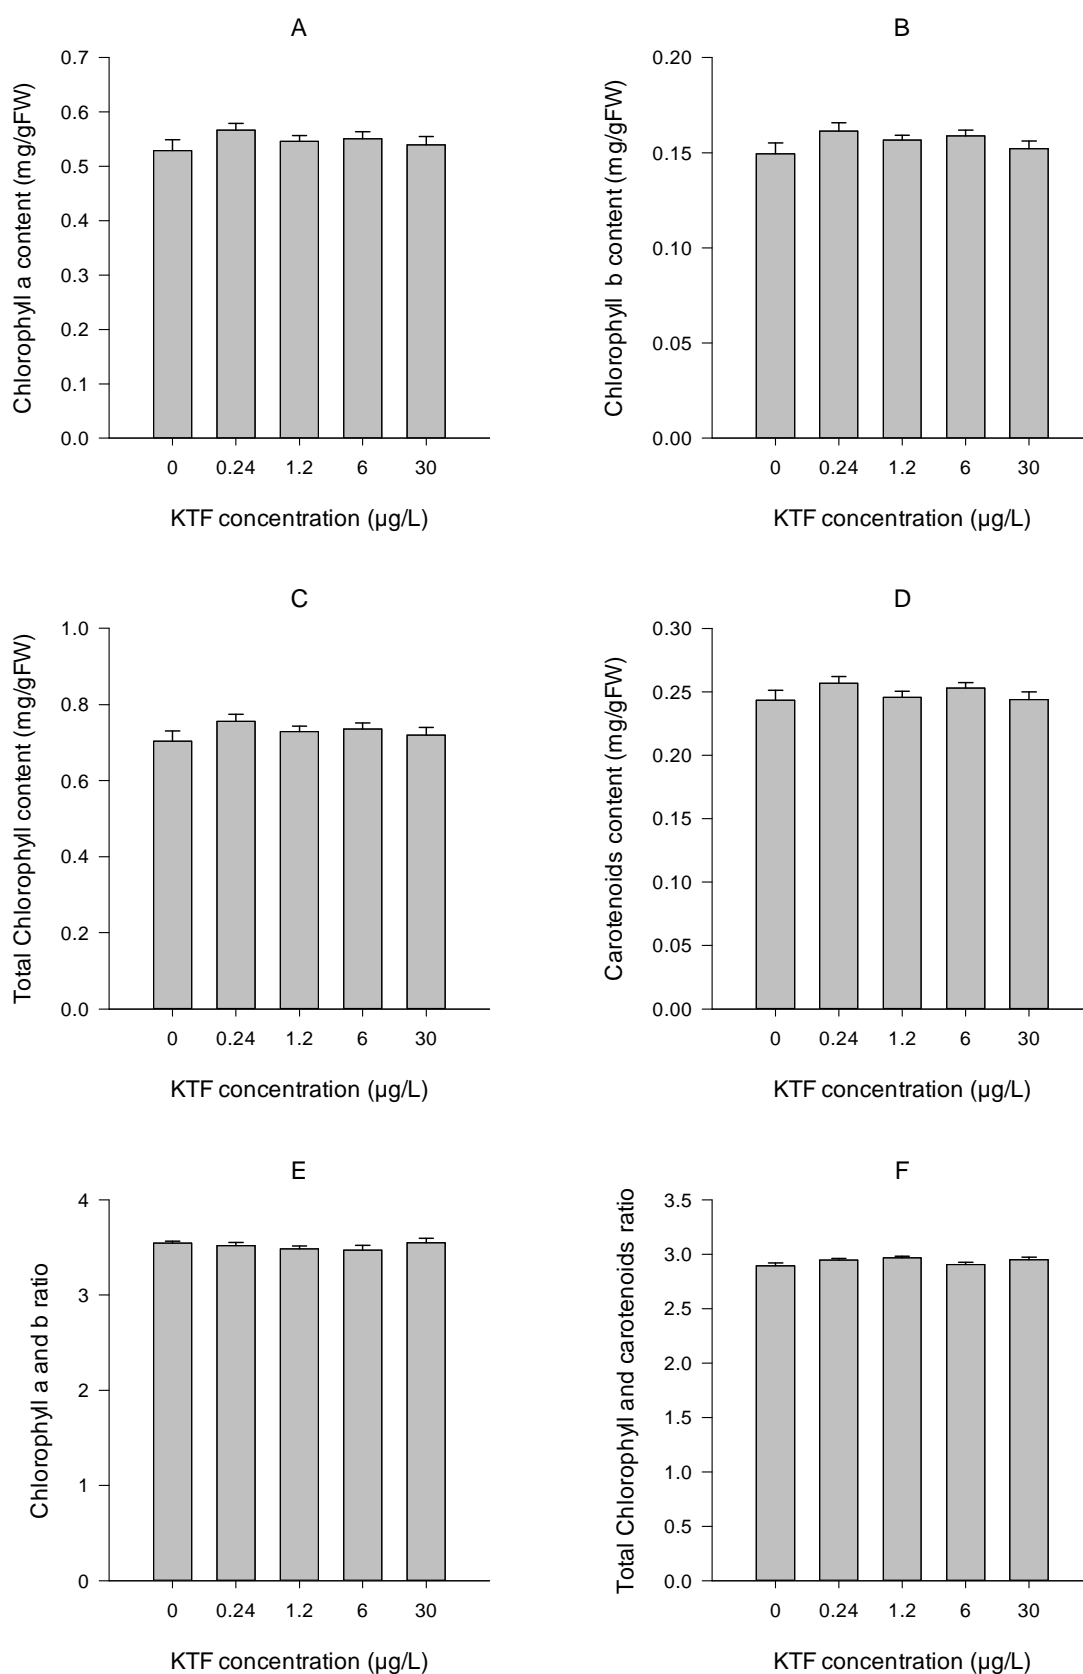 A
Chlorophyll a content (mg/gFW)
0.7
0.6
0.5
0.4
0.3
0.2
0.1
0.0
0 0.24 1.2 6 30
KTF concentration (µg/L)
B
Chlorophyll b content (mg/gFW)
0.20
0.15
0.10
0.05
0.00
0 0.24 1.2 6 30
KTF concentration (µg/L)
C
Total Chlorophyll content (mg/gFW)
1.0
0.8
0.6
0.4
0.2
0.0
0 0.24 1.2 6 30
KTF concentration (µg/L)
D
Carotenoids content (mg/gFW)
0.30
0.25
0.20
0.15
0.10
0.05
0.00
0 0.24 1.2 6 30
KTF concentration (µg/L)
E
Chlorophyll a and b ratio
4
3
2
1
0
0 0.24 1.2 6 30
KTF concentration (µg/L)
F
Total Chlorophyll and carotenoids ratio
3.5
3.0
2.5
2.0
1.5
1.0
0.5
0.0
0 0.24 1.2 6 30
KTF concentration (µg/L)